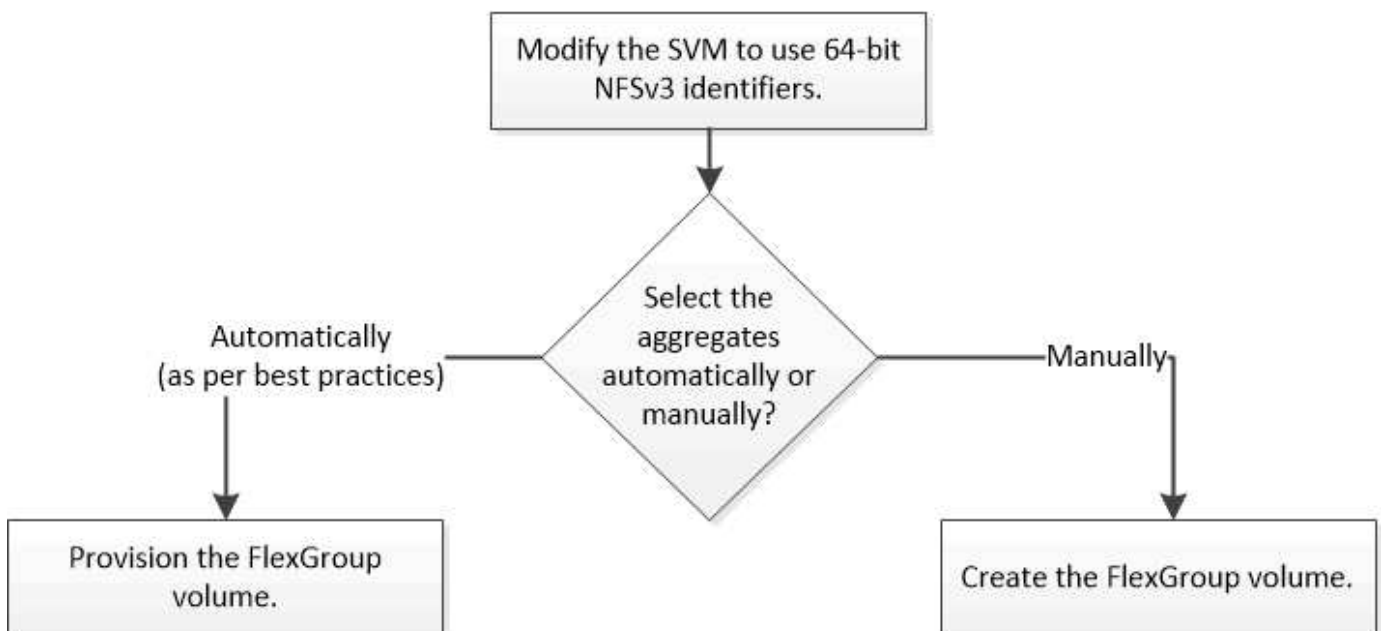 Modify the SVM to use 64-bit
NFSv3 identifiers.
Select the
aggregates
automatically or
manually?
Automatically
(as per best practices)
Manually
Provision the FlexGroup
volume.
Create the FlexGroup volume.